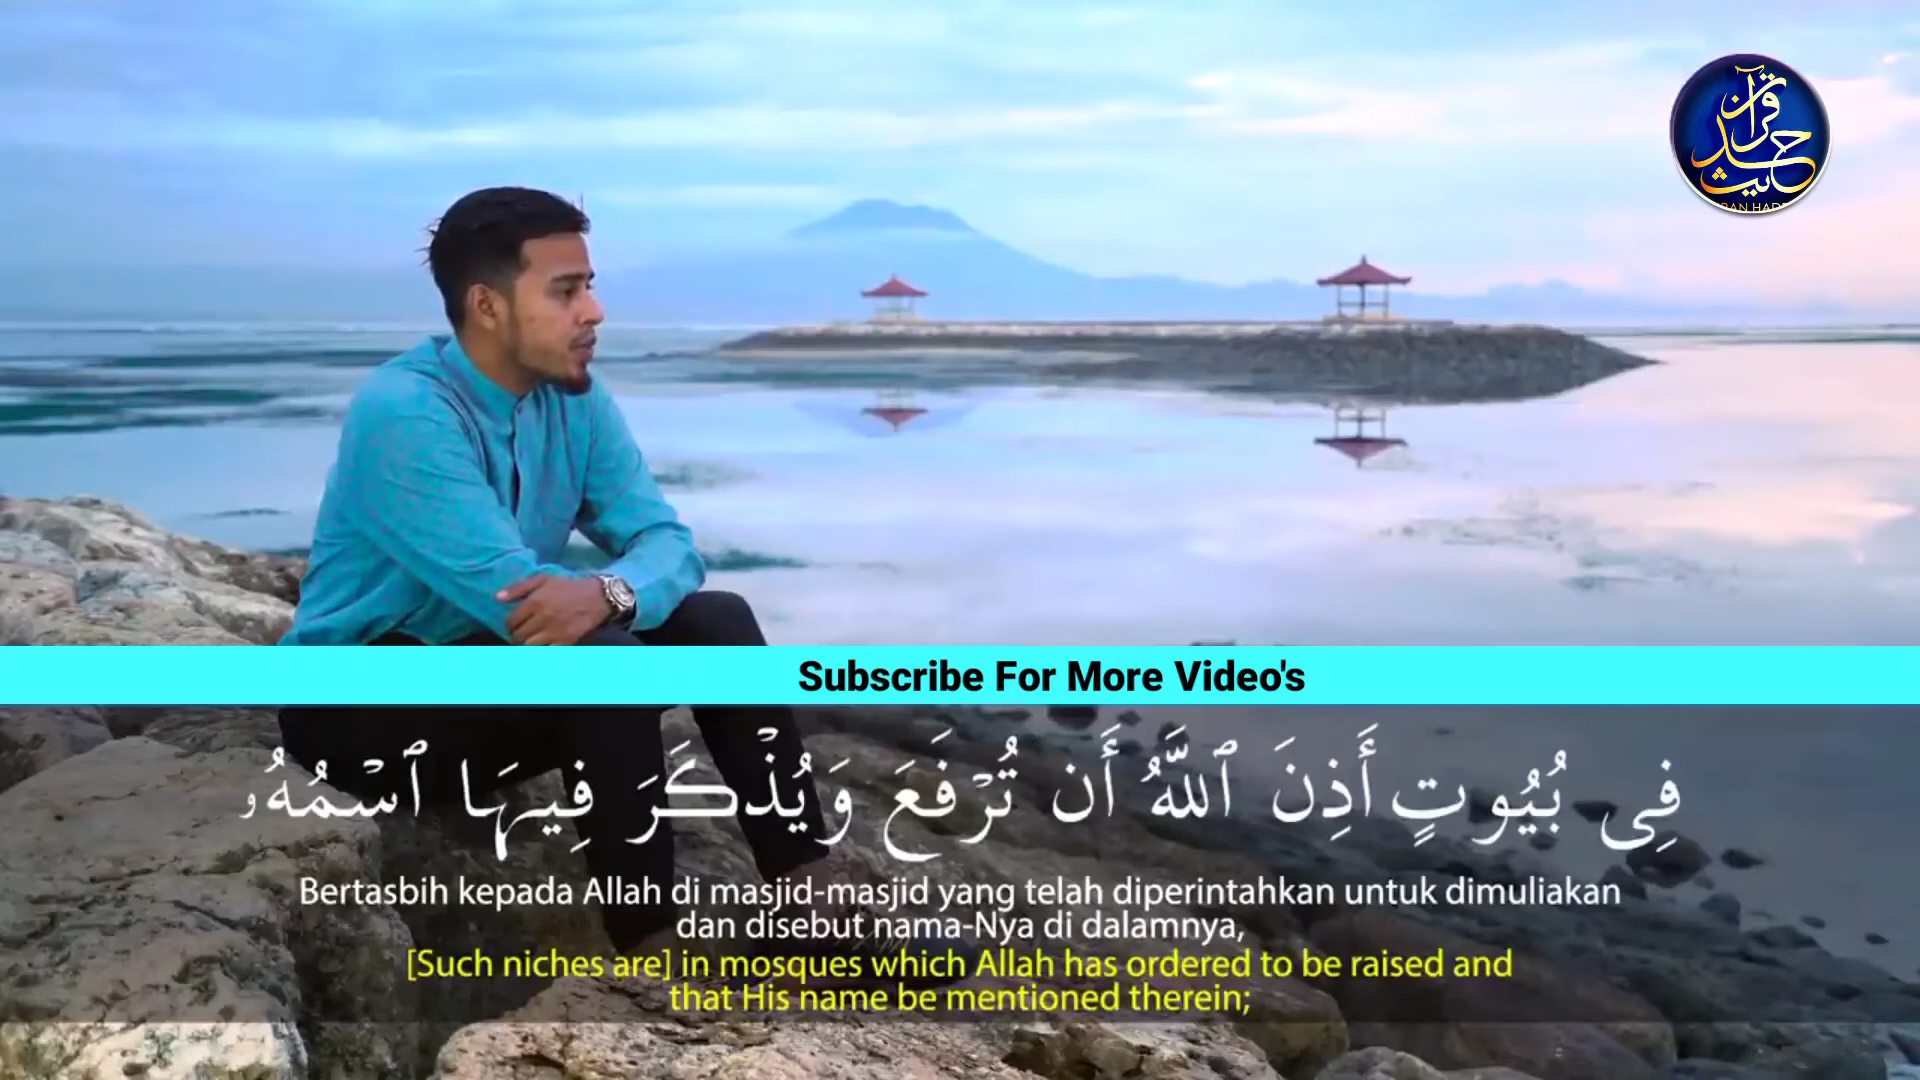 قرآن
حدیث
Subscribe For More Video's
فِى بُيُوتٍ أَذِنَ ٱللَّهُ أَن تُرْفَعَ وَيُذْكَرَ فِيهَا ٱسْمُهُۥ
Bertasbih kepada Allah di masjid-masjid yang telah diperintahkan untuk dimuliakan
dan disebut nama-Nya di dalamnya,
[Such niches are] in mosques which Allah has ordered to be raised and
that His name be mentioned therein;